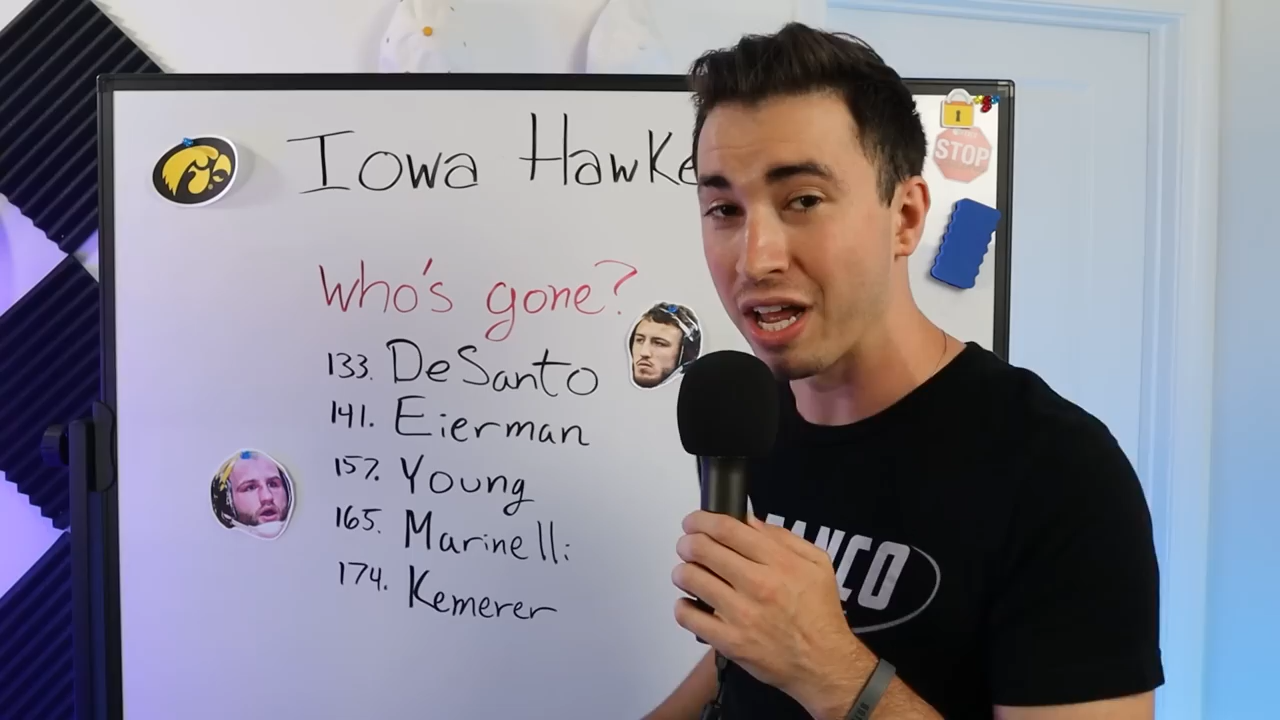 Iowa Hawke
STOP
Who's gone?
133. DeSanto
141. Eierman
157. Young
165. Marinelli
174. Kemerer